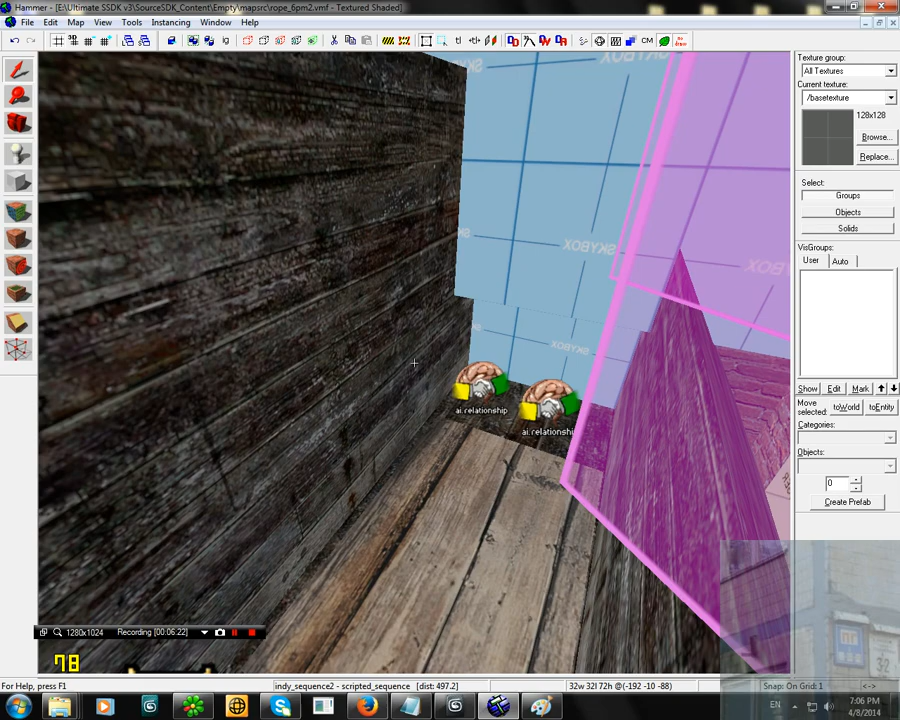 Hammer - [E:\Ultimate SSDK v3\SourceSDK_Content\Empty\mapsrc\rope_6pm2.vmf - Textured Shaded]
File Edit Map View Tools Instancing Window Help
Texture group:
All Textures
Current texture:
/basetexture
128x128
Browse...
Replace...
Select:
Groups
Objects
Solids
VisGroups:
User Auto
Show Edit Mark
Move selected: toWorld toEntity
Categories:
Objects:
0
Create Prefab
SKYBOX
SKYBOX
SKYBOX
ai_relationship
ai_relationship
1280x1024 Recording [00:06.22]
78
For Help, press F1
indy_sequence2 - scripted_sequence [dist: 497.2]
32w 32l 72h @(-192 -10 -88)
Snap: On Grid: 1
<->
32
EN
7:06 PM
4/8/2014